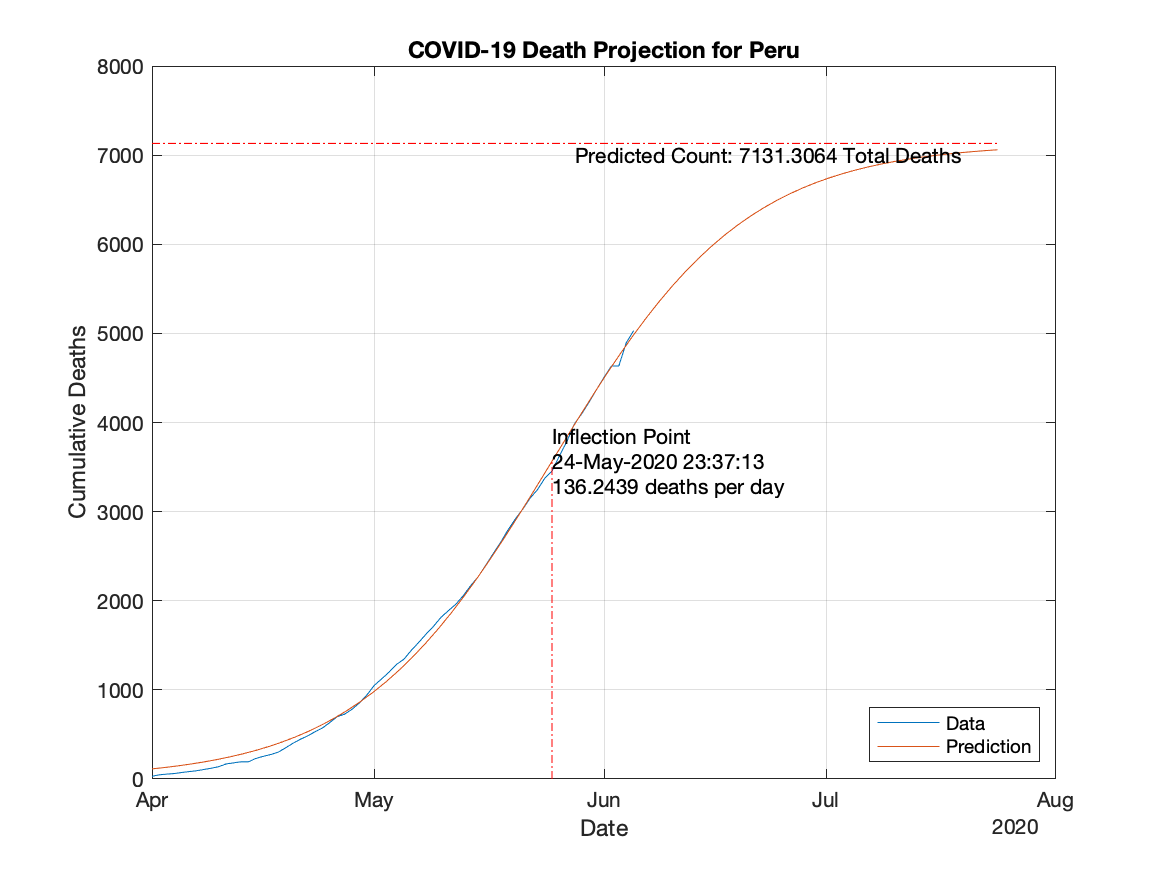 COVID-19 Death Projection for Peru
8000
7000
6000
5000
4000
3000
2000
1000
0
Cumulative Deaths
Predicted Count: 7131.3064 Total Deaths
Inflection Point
24-May-2020 23:37:13
136.2439 deaths per day
Data
Prediction
Apr May Jun Jul Aug
Date
2020